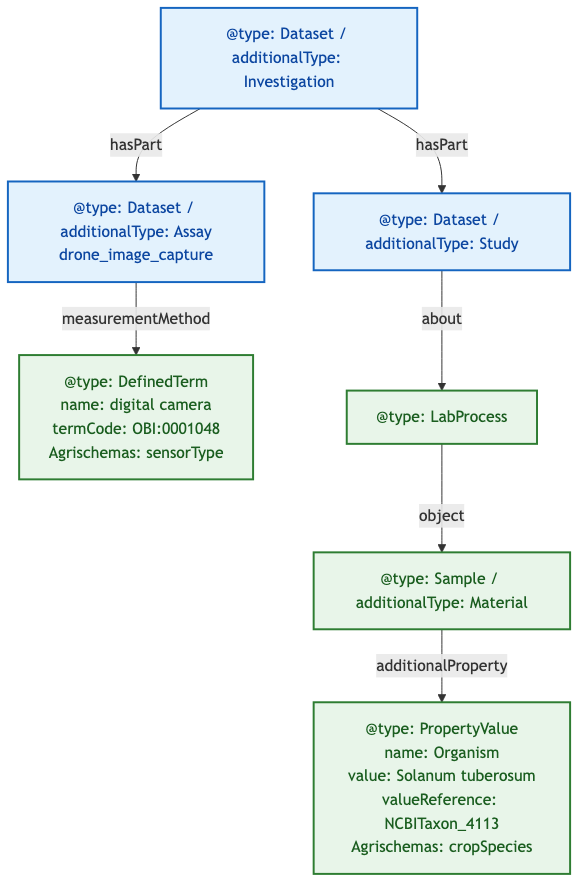 @type: Dataset /
additionalType:
Investigation
hasPart
hasPart
@type: Dataset /
additionalType: Assay
drone_image_capture
@type: Dataset /
additionalType: Study
measurementMethod
about
@type: DefinedTerm
name: digital camera
termCode: OBI:0001048
Agrischemas: sensorType
@type: LabProcess
object
@type: Sample /
additionalType: Material
additionalProperty
@type: PropertyValue
name: Organism
value: Solanum tuberosum
valueReference:
NCBITaxon_4113
Agrischemas: cropSpecies